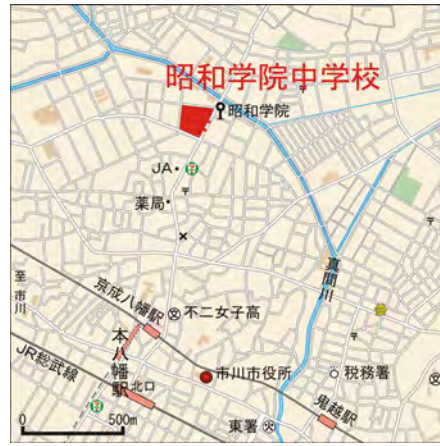 昭和学院中学校
昭和学院
JA
薬局
至
市川
京成八幡駅
不二女子高
真間川
本八幡駅
JR総武線
北口
市川市役所
税務署
鬼越駅
東署
0 500m